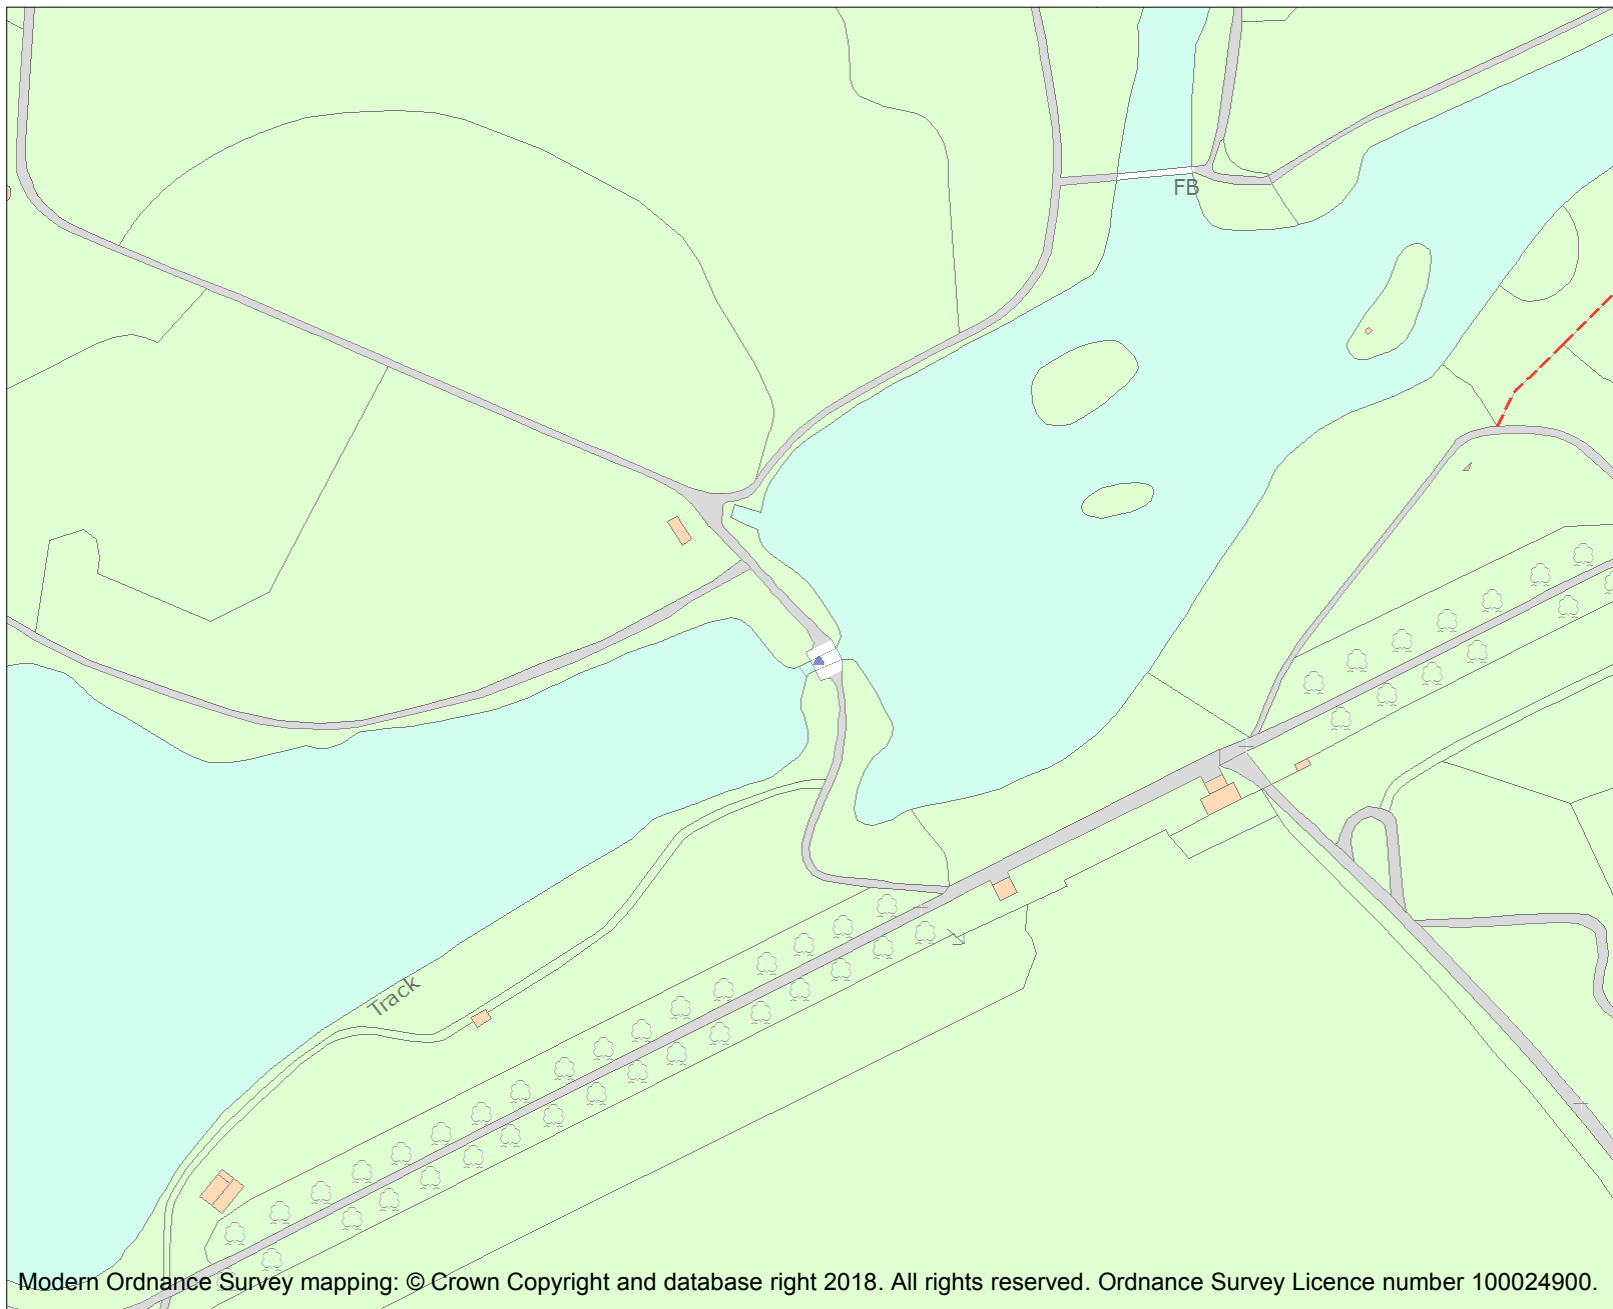 FB
Track
Modern Ordnance Survey mapping: © Crown Copyright and database right 2018. All rights reserved. Ordnance Survey Licence number 100024900.